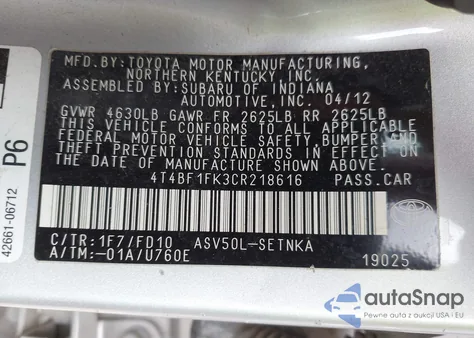 MFD.BY:TOYOTA MOTOR MANUFACTURING,
NORTHERN KENTUCKY, INC.
ASSEMBLED BY: SUBARU OF INDIANA
AUTOMOTIVE, INC. 04/12
GVWR 4630LB GAWR FR 2625LB RR 2625LB
THIS VEHICLE CONFORMS TO ALL APPLICABLE
FEDERAL MOTOR VEHICLE SAFETY, BUMPER, AND
THEFT PREVENTION STANDARDS IN EFFECT ON
THE DATE OF MANUFACTURE SHOWN ABOVE.
4T4BF1FK3CR218616 PASS.CAR
C/TR:1F7/FD10 ASV50L-SETNKA
A/TM:-01A/U760E
19025
42661-06712
P6
autoSnap
Pewne auta z USA i EU